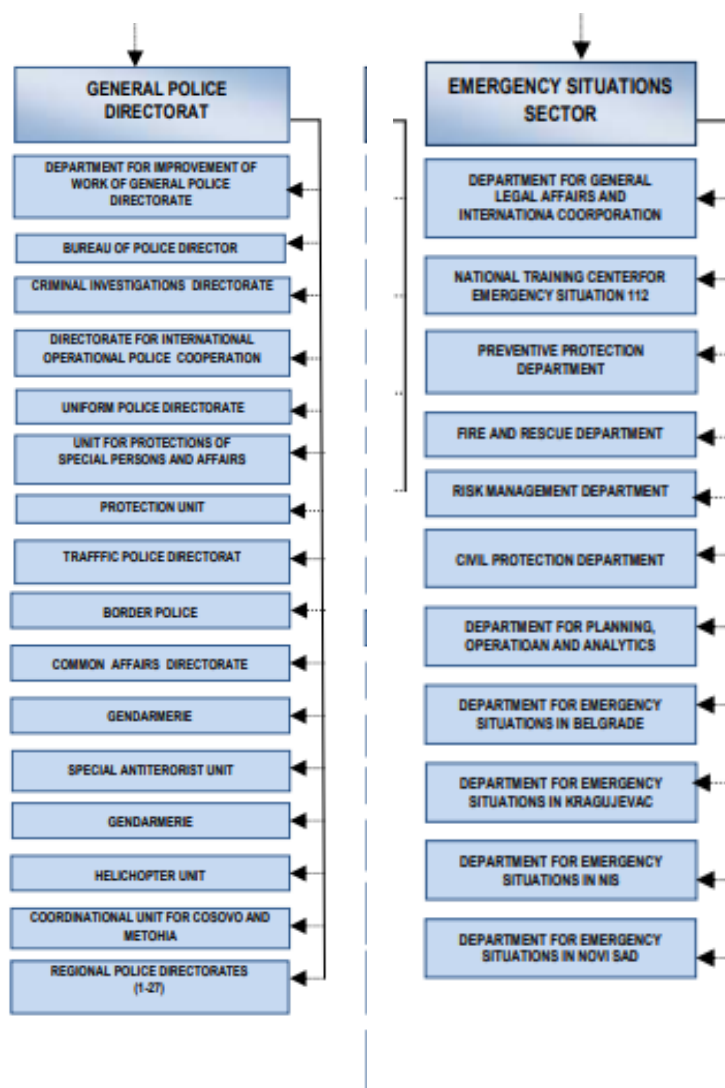 GENERAL POLICE
DIRECTORAT
DEPARTMENT FOR IMPROVEMENT OF
WORK OF GENERAL POLICE
DIRECTORATE
BUREAU OF POLICE DIRECTOR
CRIMINAL INVESTIGATIONS DIRECTORATE
DIRECTORATE FOR INTERNATIONAL
OPERATIONAL POLICE COOPERATION
UNIFORM POLICE DIRECTORATE
UNIT FOR PROTECTIONS OF
SPECIAL PERSONS AND AFFAIRS
PROTECTION UNIT
TRAFFFIC POLICE DIRECTORAT
BORDER POLICE
COMMON AFFAIRS DIRECTORATE
GENDARMERIE
SPECIAL ANTITERORIST UNIT
GENDARMERIE
HELICHOPTER UNIT
COORDINATIONAL UNIT FOR COSOVO AND
METOHIA
REGIONAL POLICE DIRECTORATES
(1-27)
EMERGENCY SITUATIONS
SECTOR
DEPARTMENT FOR GENERAL
LEGAL AFFAIRS AND
INTERNATIONA COORPORATION
NATIONAL TRAINING CENTERFOR
EMERGENCY SITUATION 112
PREVENTIVE PROTECTION
DEPARTMENT
FIRE AND RESCUE DEPARTMENT
RISK MANAGEMENT DEPARTMENT
CIVIL PROTECTION DEPARTMENT
DEPARTMENT FOR PLANNING,
OPERATIOAN AND ANALYTICS
DEPARTMENT FOR EMERGENCY
SITUATIONS IN BELGRADE
DEPARTMENT FOR EMERGENCY
SITUATIONS IN KRAGUJEVAC
DEPARTMENT FOR EMERGENCY
SITUATIONS IN NIS
DEPARTMENT FOR EMERGENCY
SITUATIONS IN NOVI SAD